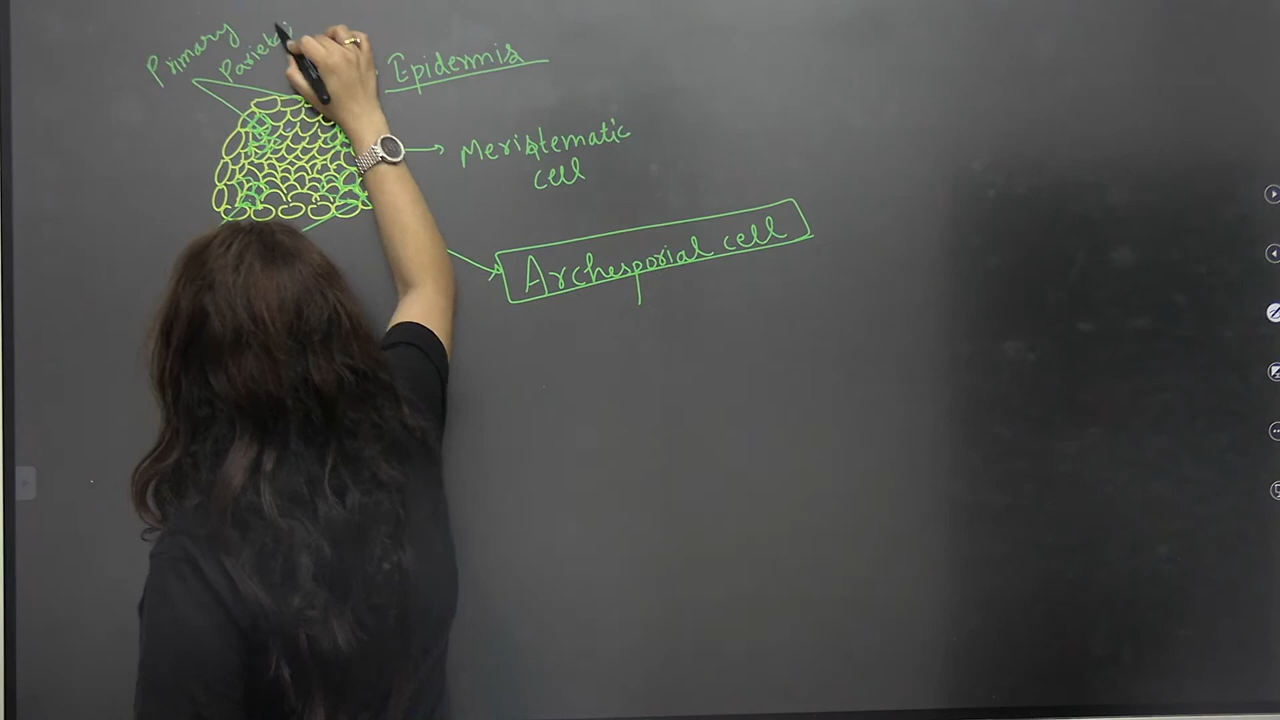 Primary
Epidermis
Meristematic
cell
Archesporial cell